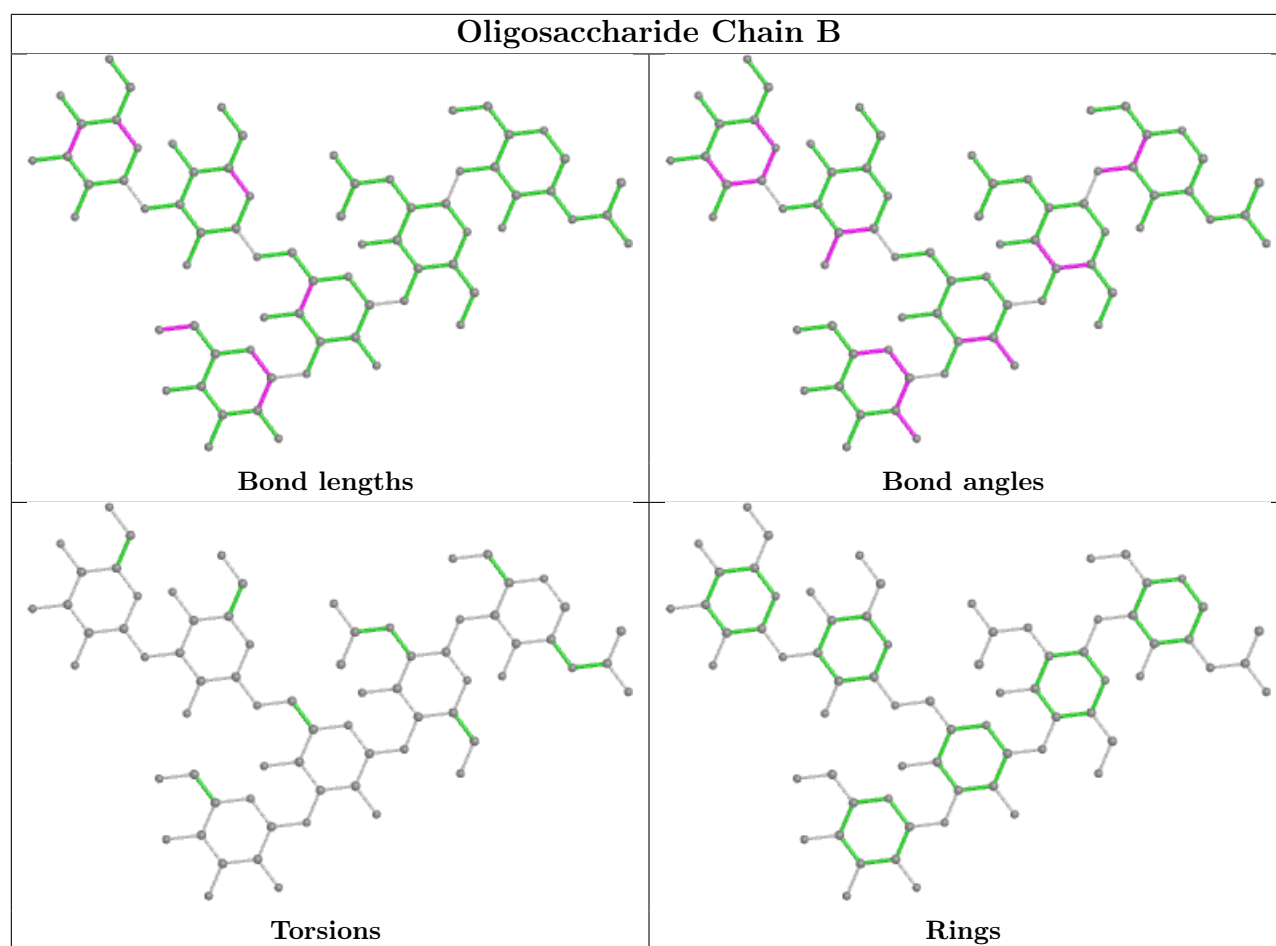 Oligosaccharide Chain B
Bond lengths
Bond angles
Torsions
Rings